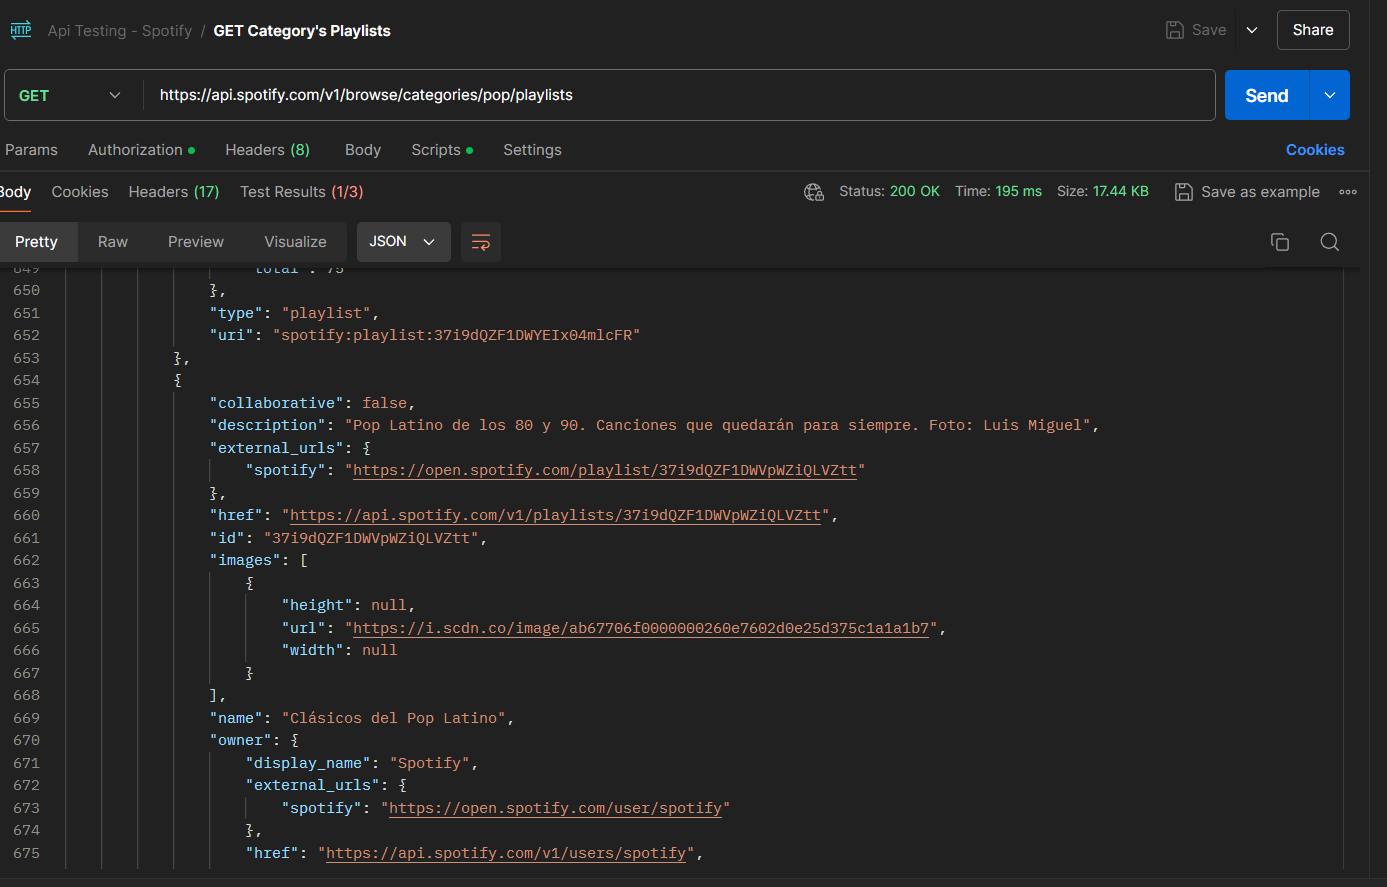 HTTP Api Testing - Spotify / GET Category's Playlists Save Share
GET https://api.spotify.com/v1/browse/categories/pop/playlists Send
Params Authorization Headers (8) Body Scripts Settings Cookies
Body Cookies Headers (17) Test Results (1/3) Status: 200 OK Time: 195 ms Size: 17.44 KB Save as example
Pretty Raw Preview Visualize JSON
649 "total": 75
650 },
651 "type": "playlist",
652 "uri": "spotify:playlist:37i9dQZF1DWYEIx04mlcFR"
653 },
654 {
655 "collaborative": false,
656 "description": "Pop Latino de los 80 y 90. Canciones que quedarán para siempre. Foto: Luis Miguel",
657 "external_urls": {
658 "spotify": "https://open.spotify.com/playlist/37i9dQZF1DWVpWZiQLVZtt"
659 },
660 "href": "https://api.spotify.com/v1/playlists/37i9dQZF1DWVpWZiQLVZtt",
661 "id": "37i9dQZF1DWVpWZiQLVZtt",
662 "images": [
663 {
664 "height": null,
665 "url": "https://i.scdn.co/image/ab67706f0000000260e7602d0e25d375c1a1a1b7",
666 "width": null
667 }
668 ],
669 "name": "Clásicos del Pop Latino",
670 "owner": {
671 "display_name": "Spotify",
672 "external_urls": {
673 "spotify": "https://open.spotify.com/user/spotify"
674 },
675 "href": "https://api.spotify.com/v1/users/spotify",